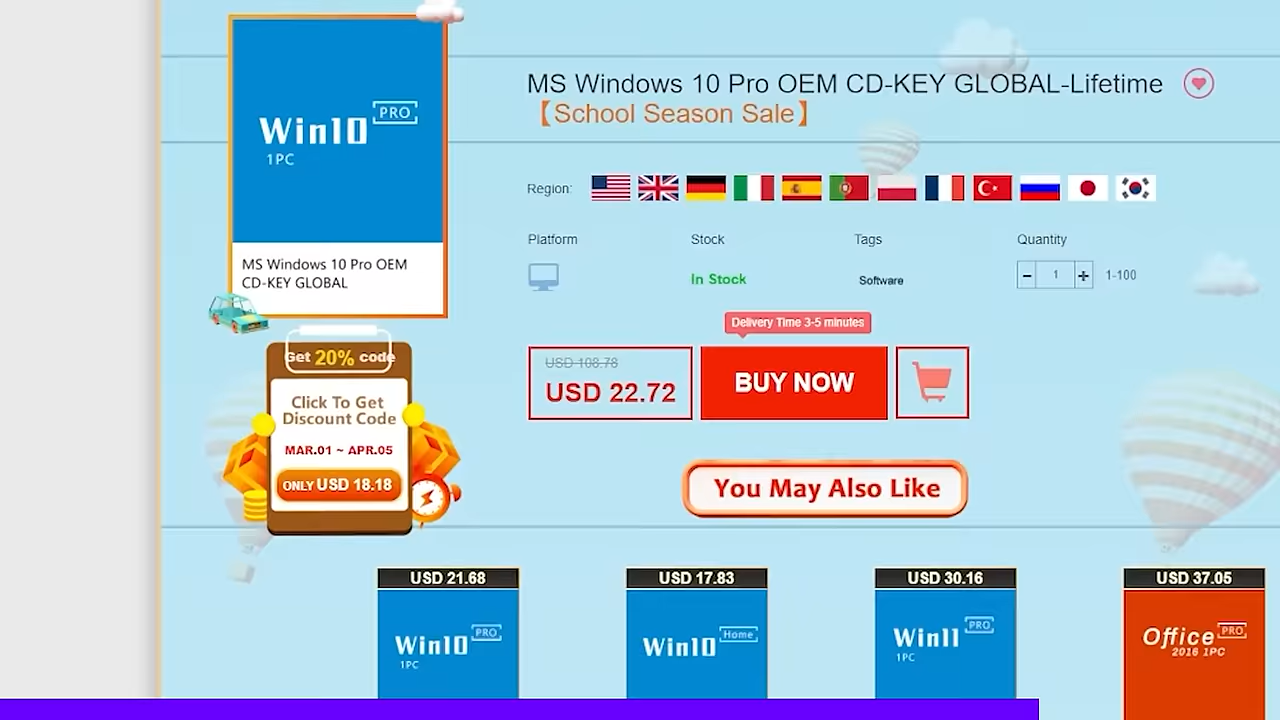 MS Windows 10 Pro OEM CD-KEY GLOBAL-Lifetime
【School Season Sale】
Win10 PRO
1PC
MS Windows 10 Pro OEM
CD-KEY GLOBAL
Region:
Platform
Stock
Tags
Quantity
In Stock
Software
−
1
+
1-100
Delivery Time 3-5 minutes
USD 108.78
USD 22.72
BUY NOW
Get 20% code
Click To Get
Discount Code
MAR.01 ~ APR.05
ONLY USD 18.18
You May Also Like
USD 21.68
USD 17.83
USD 30.16
USD 37.05
Win10 PRO
1PC
Win10 Home
Win11 PRO
1PC
Office PRO
2016 1PC